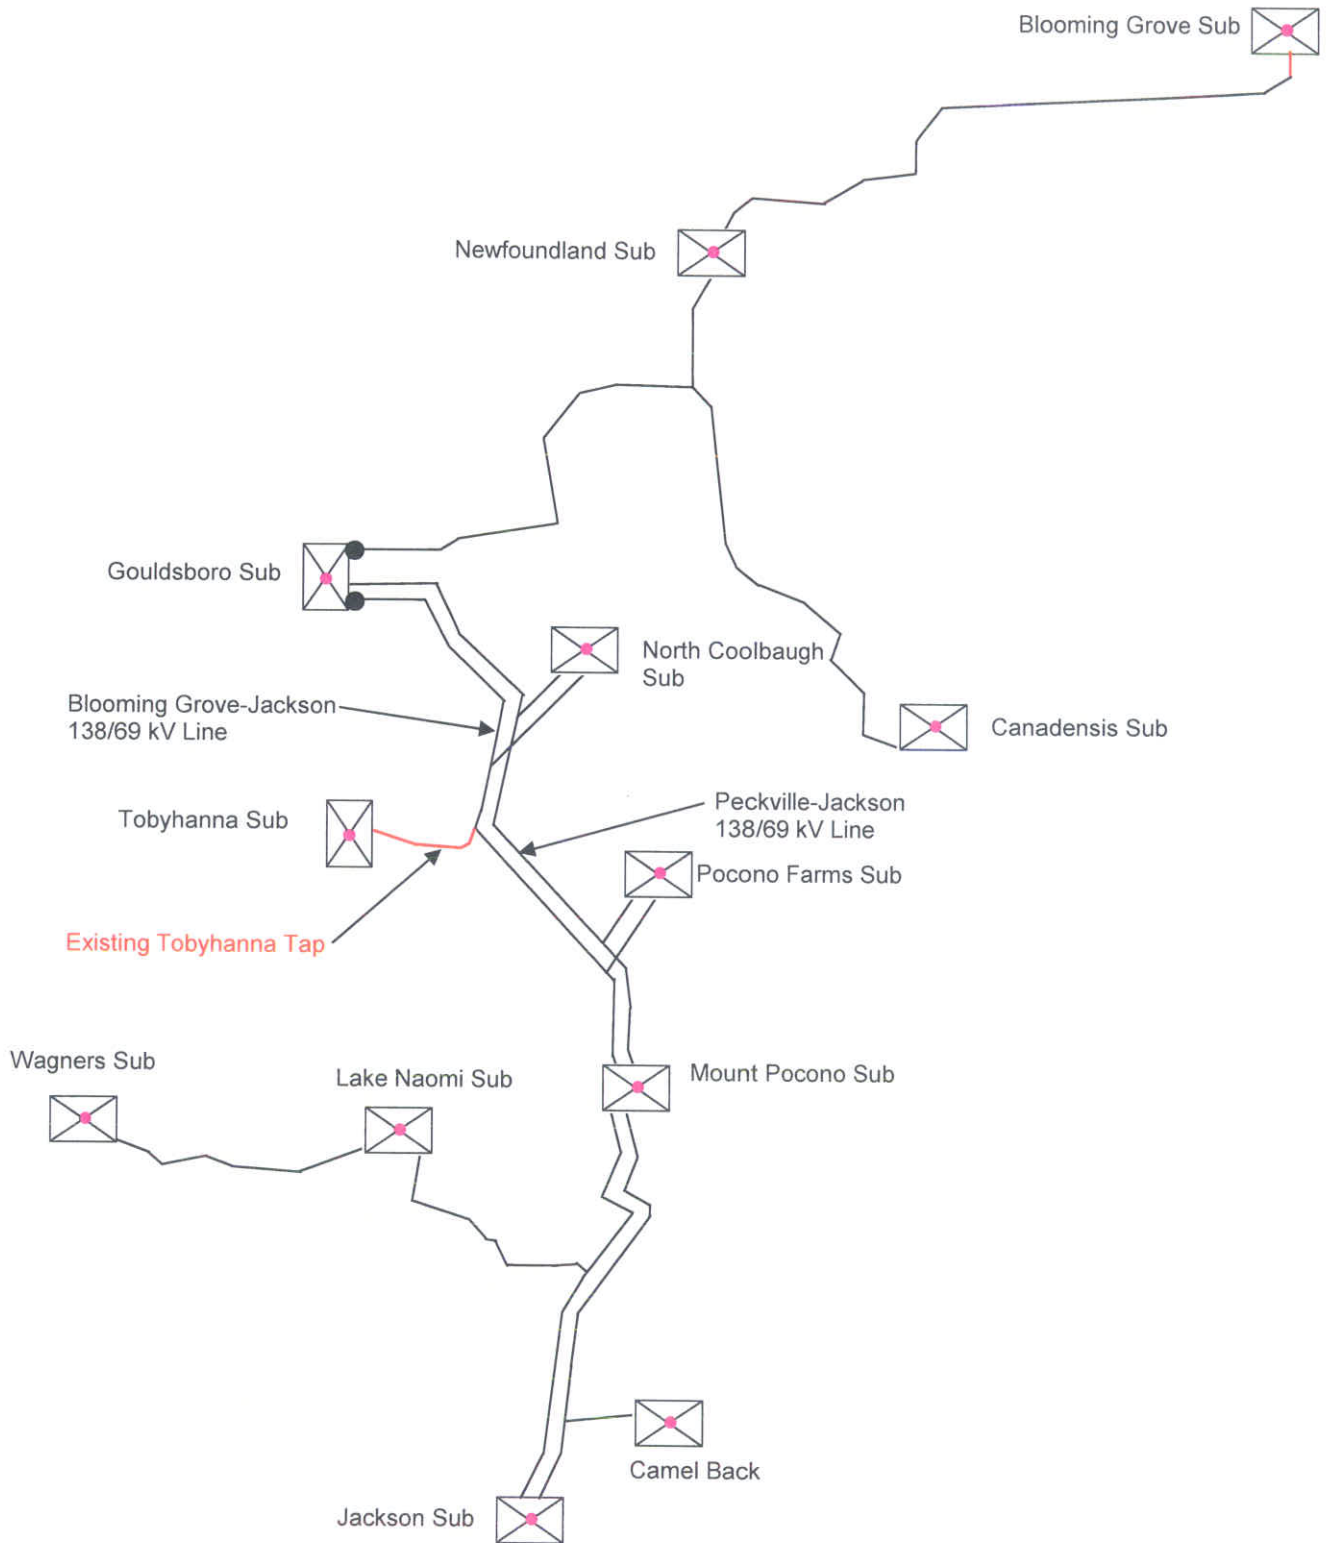 Blooming Grove Sub
Newfoundland Sub
Gouldsboro Sub
North Coolbaugh
Sub
Blooming Grove-Jackson
138/69 kV Line
Canadensis Sub
Tobyhanna Sub
Peckville-Jackson
138/69 kV Line
Pocono Farms Sub
Existing Tobyhanna Tap
Wagners Sub
Lake Naomi Sub
Mount Pocono Sub
Camel Back
Jackson Sub